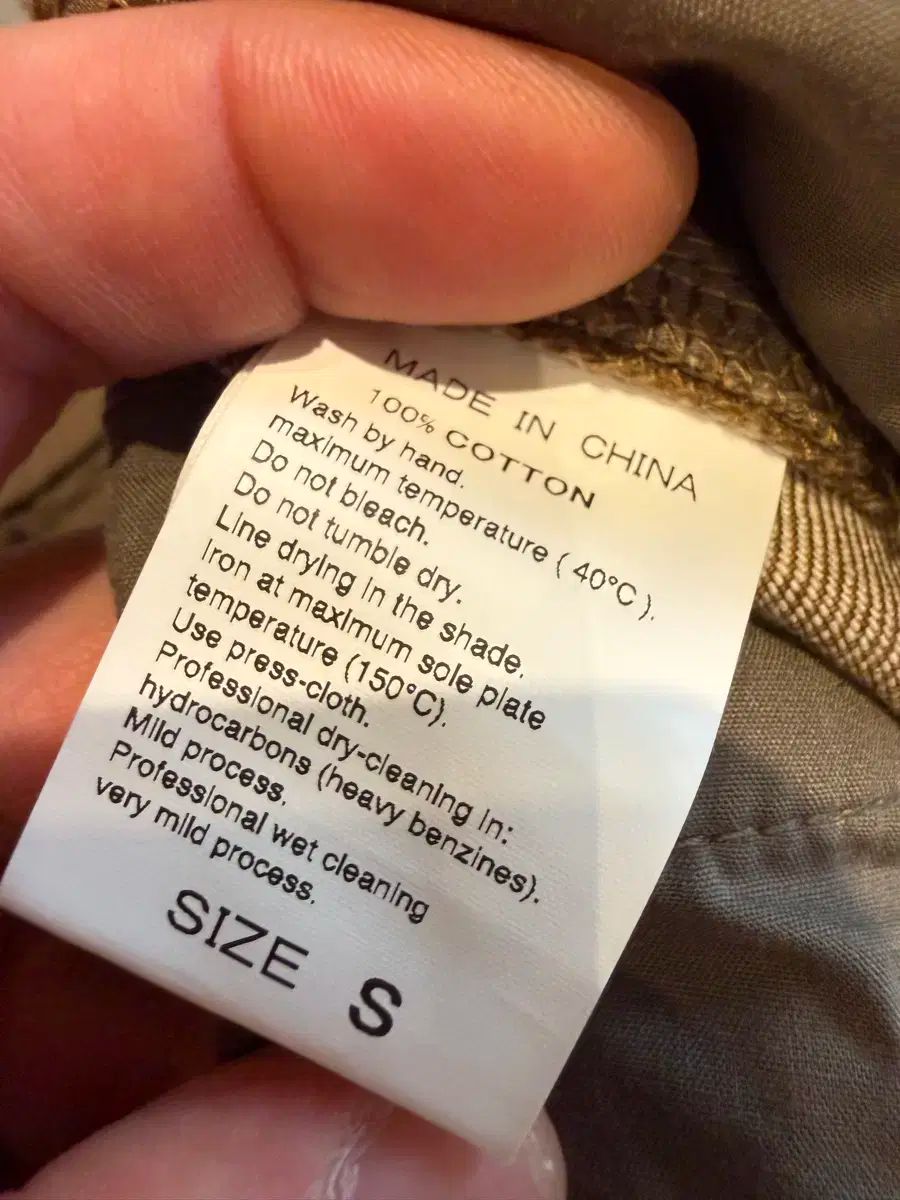 MADE IN CHINA
100% COTTON
Wash by hand.
maximum temperature ( 40°C ).
Do not bleach.
Do not tumble dry.
Line drying in the shade.
Iron at maximum sole plate
temperature (150°C).
Use press-cloth.
Professional dry-cleaning in:
hydrocarbons (heavy benzines).
Mild process.
Professional wet cleaning
very mild process.
SIZE S